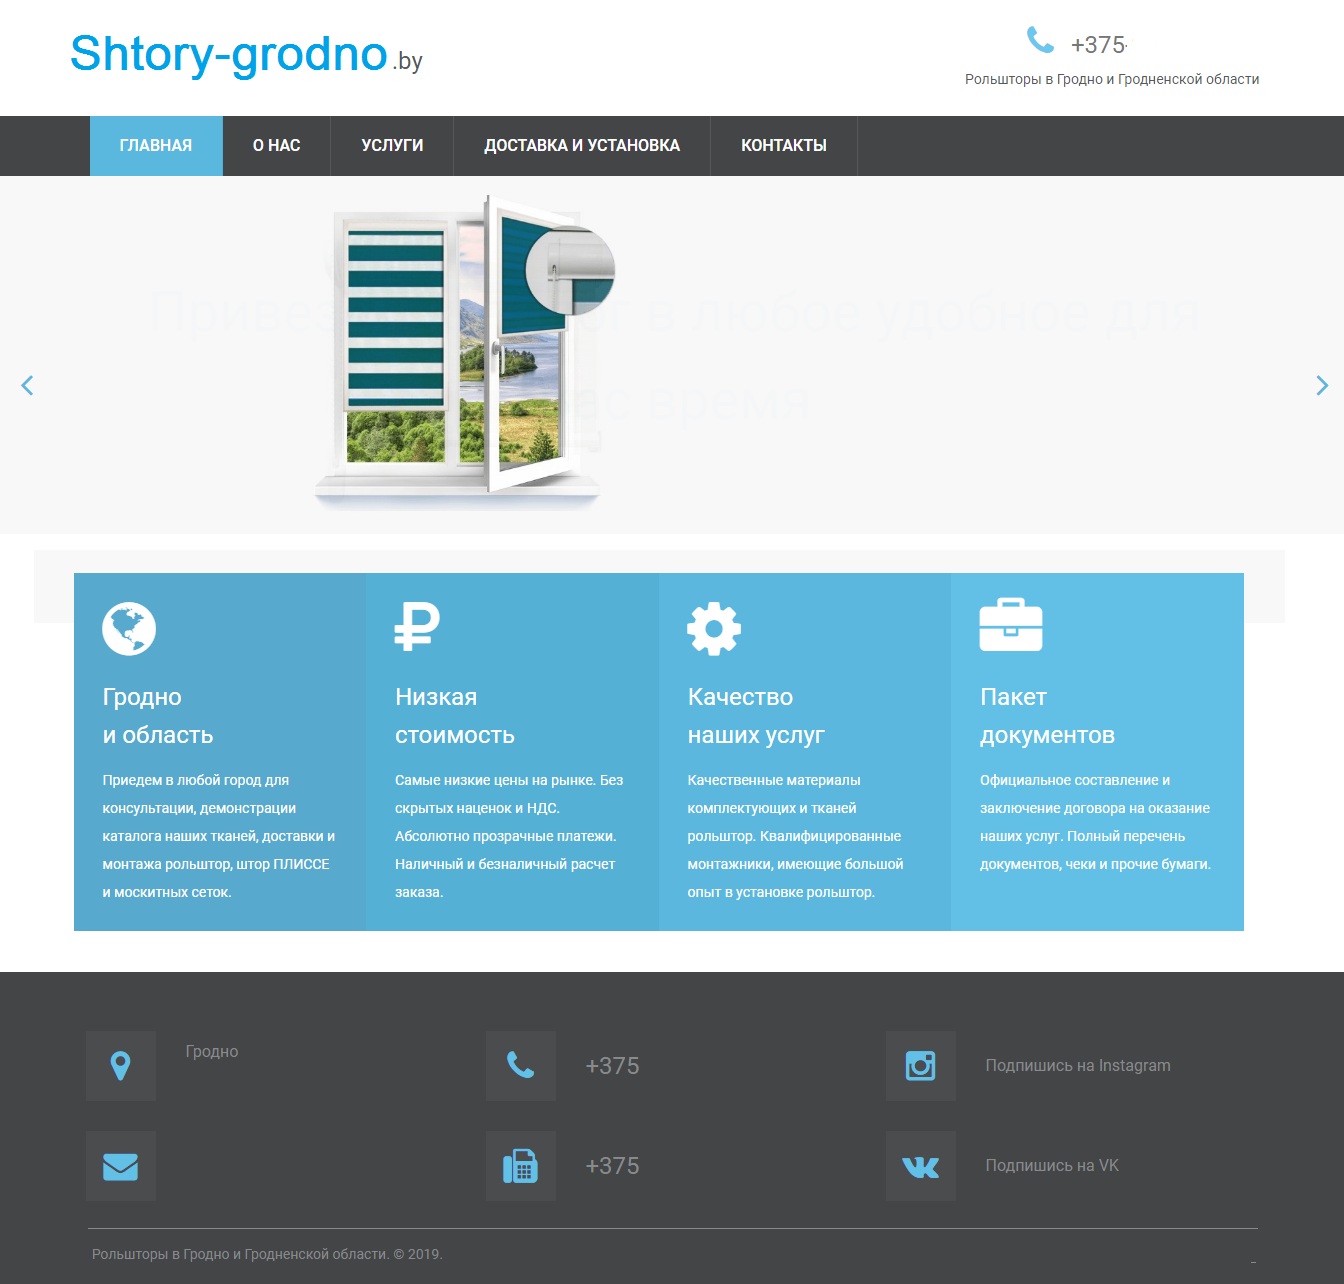 Shtory-grodno .by
+375
Рольшторы в Гродно и Гродненской области
ГЛАВНАЯ О НАС УСЛУГИ ДОСТАВКА И УСТАНОВКА КОНТАКТЫ
в любое удобное для
время
Гродно
и область
Приедем в любой город для
консультации, демонстрации
каталога наших тканей, доставки и
монтажа рольштор, штор ПЛИССЕ
и москитных сеток.
Низкая
стоимость
Самые низкие цены на рынке. Без
скрытых наценок и НДС.
Абсолютно прозрачные платежи.
Наличный и безналичный расчет
заказа.
Качество
наших услуг
Качественные материалы
комплектующих и тканей
рольштор. Квалифицированные
монтажники, имеющие большой
опыт в установке рольштор.
Пакет
документов
Официальное составление и
заключение договора на оказание
наших услуг. Полный перечень
документов, чеки и прочие бумаги.
Гродно
+375
Подпишись на Instagram
+375
Подпишись на VK
Рольшторы в Гродно и Гродненской области. © 2019.